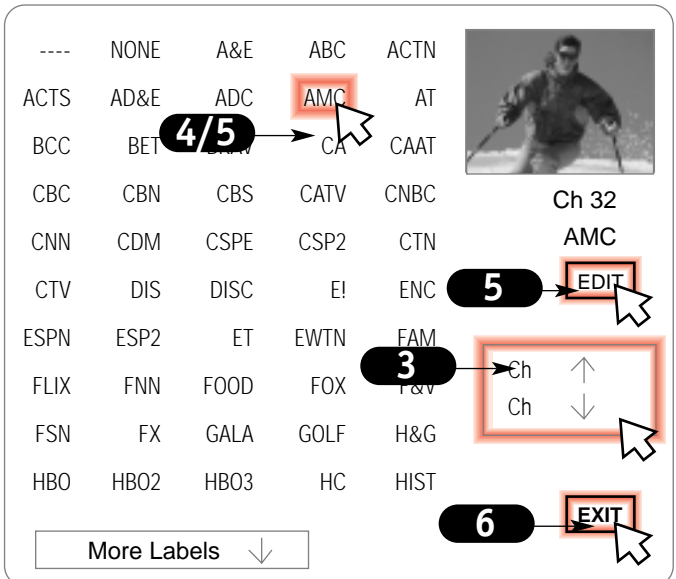 ---- NONE A&E ABC ACTN
ACTS AD&E ADC AMC AT
4/5
BCC BET CA CAAT
CBC CBN CBS CATV CNBC
Ch 32
CNN CDM CSPE CSP2 CTN
AMC
CTV DIS DISC E! ENC
5
EDIT
ESPN ESP2 ET EWTN FAM
3
Ch ↑
FLIX FNN FOOD FOX
Ch ↓
FSN FX GALA GOLF H&G
HBO HBO2 HBO3 HC HIST
6
EXIT
More Labels ↓